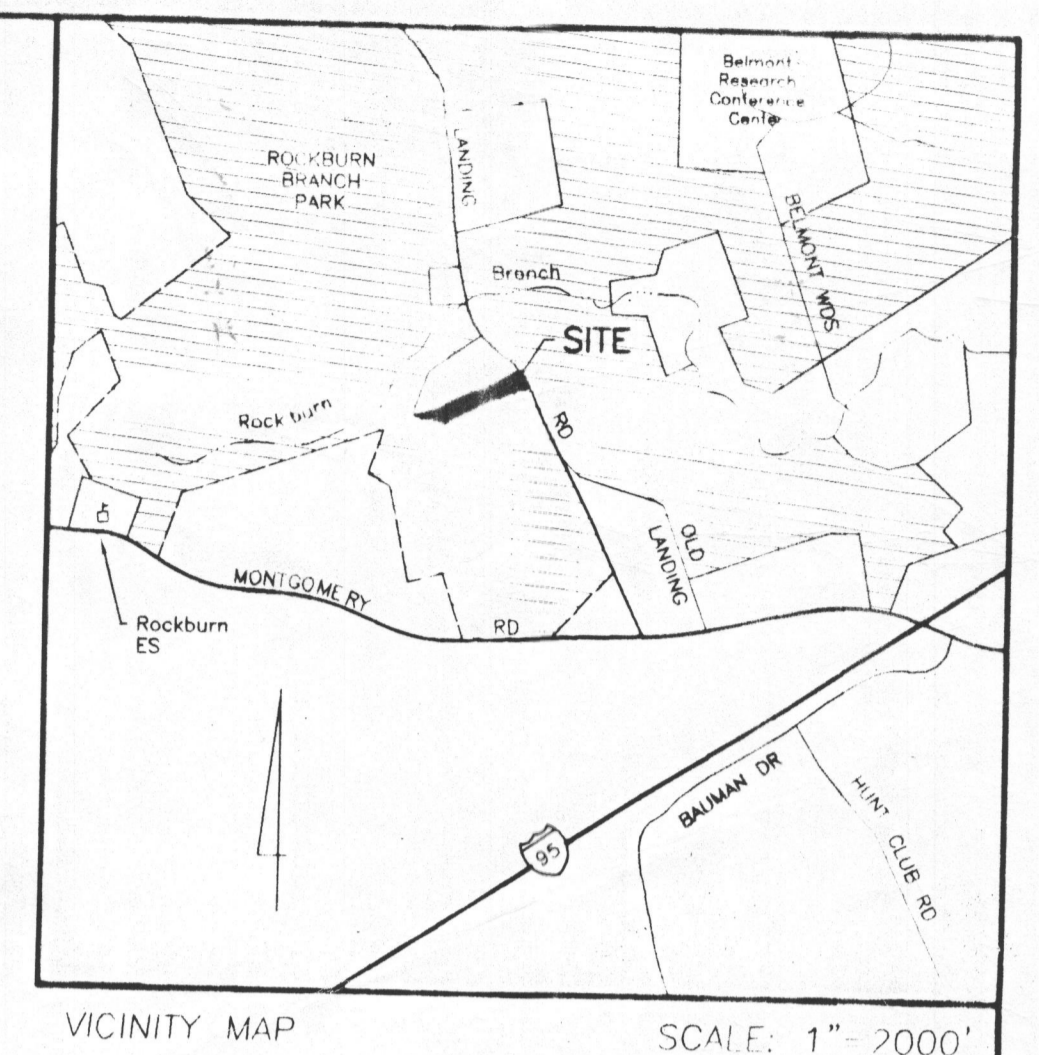 Belmont
Research
Conference
Center
ROCKBURN
BRANCH
PARK
LANDING
BELMONT WDS
Branch
SITE
Rock burn
RD
OLD
LANDING
MONTGOMERY
RD
Rockburn
ES
BAUMAN DR
HUNT CLUB RD
95
VICINITY MAP
SCALE: 1" = 2000'